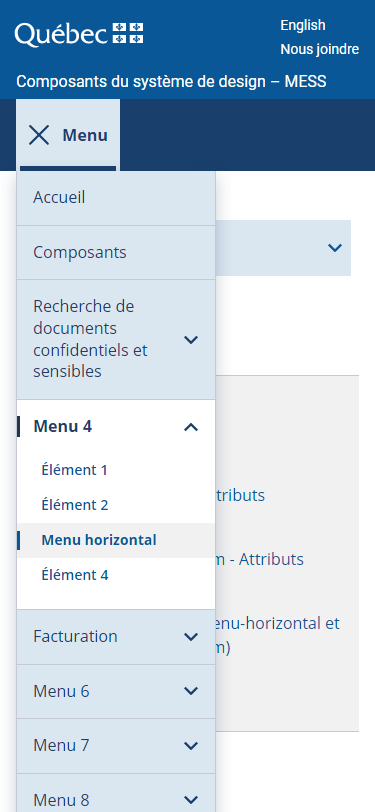 Québec
English
Nous joindre
Composants du système de design – MESS
Menu
Accueil
Composants
Recherche de
documents
confidentiels et
sensibles
Menu 4
Élément 1
Élément 2
Menu horizontal
Élément 4
Facturation
Menu 6
Menu 7
Menu 8
tributs
m - Attributs
enu-horizontal et
m)